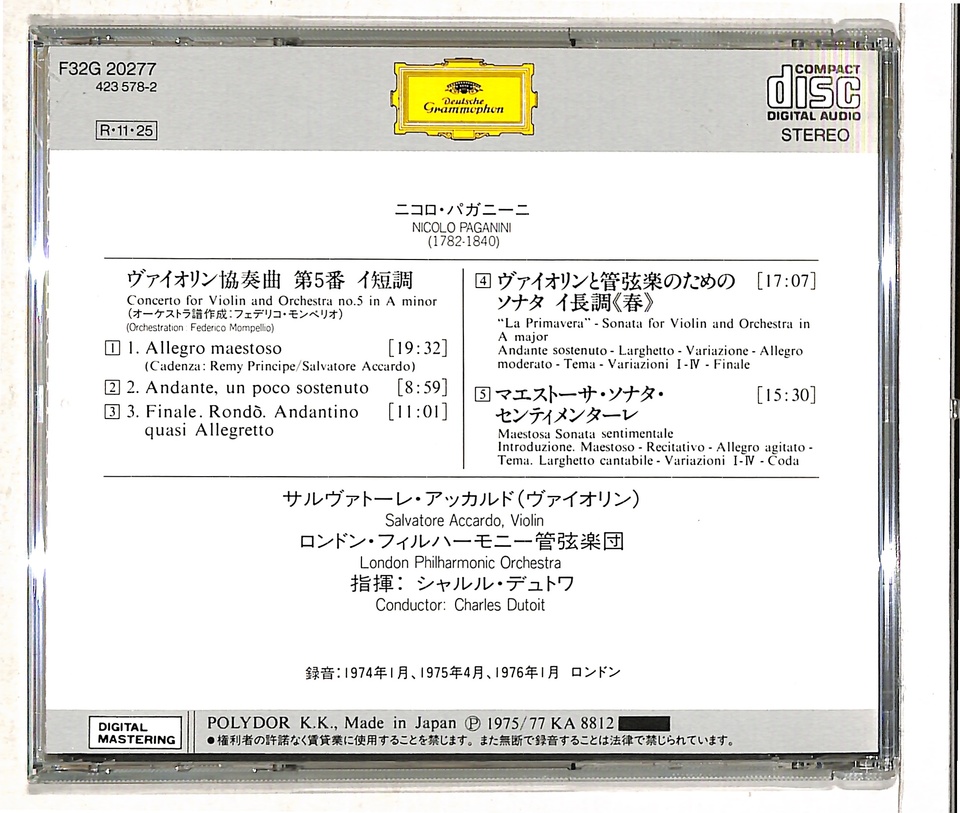 F32G 20277
423 578-2
R・11・25
Deutsche
Grammophon
COMPACT
disc
DIGITAL AUDIO
STEREO
ニコロ・パガニーニ
NICOLO PAGANINI
(1782-1840)
ヴァイオリン協奏曲 第5番 イ短調
Concerto for Violin and Orchestra no.5 in A minor
(オーケストラ譜作成:フェデリコ・モンペリオ)
(Orchestration Federico Mompellio)
1 1. Allegro maestoso [19:32]
(Cadenza: Remy Principe/Salvatore Accardo)
2 2. Andante, un poco sostenuto [8:59]
3 3. Finale. Rondò. Andantino [11:01]
quasi Allegretto
4 ヴァイオリンと管弦楽のための [17:07]
ソナタ イ長調《春》
"La Primavera" - Sonata for Violin and Orchestra in
A major
Andante sostenuto - Larghetto - Variazione - Allegro
moderato - Tema - Variazioni I-IV - Finale
5 マエストーサ・ソナタ・ [15:30]
センティメンターレ
Maestosa Sonata sentimentale
Introduzione. Maestoso - Recitativo - Allegro agitato -
Tema. Larghetto cantabile - Variazioni I-IV - Coda
サルヴァトーレ・アッカルド(ヴァイオリン)
Salvatore Accardo, Violin
ロンドン・フィルハーモニー管弦楽団
London Philharmonic Orchestra
指揮: シャルル・デュトワ
Conductor: Charles Dutoit
録音:1974年1月、1975年4月、1976年1月 ロンドン
DIGITAL
MASTERING
POLYDOR K.K., Made in Japan ℗ 1975/77 KA 8812
●権利者の許諾なく賃貸業に使用することを禁じます。また無断で録音することは法律で禁じられています。